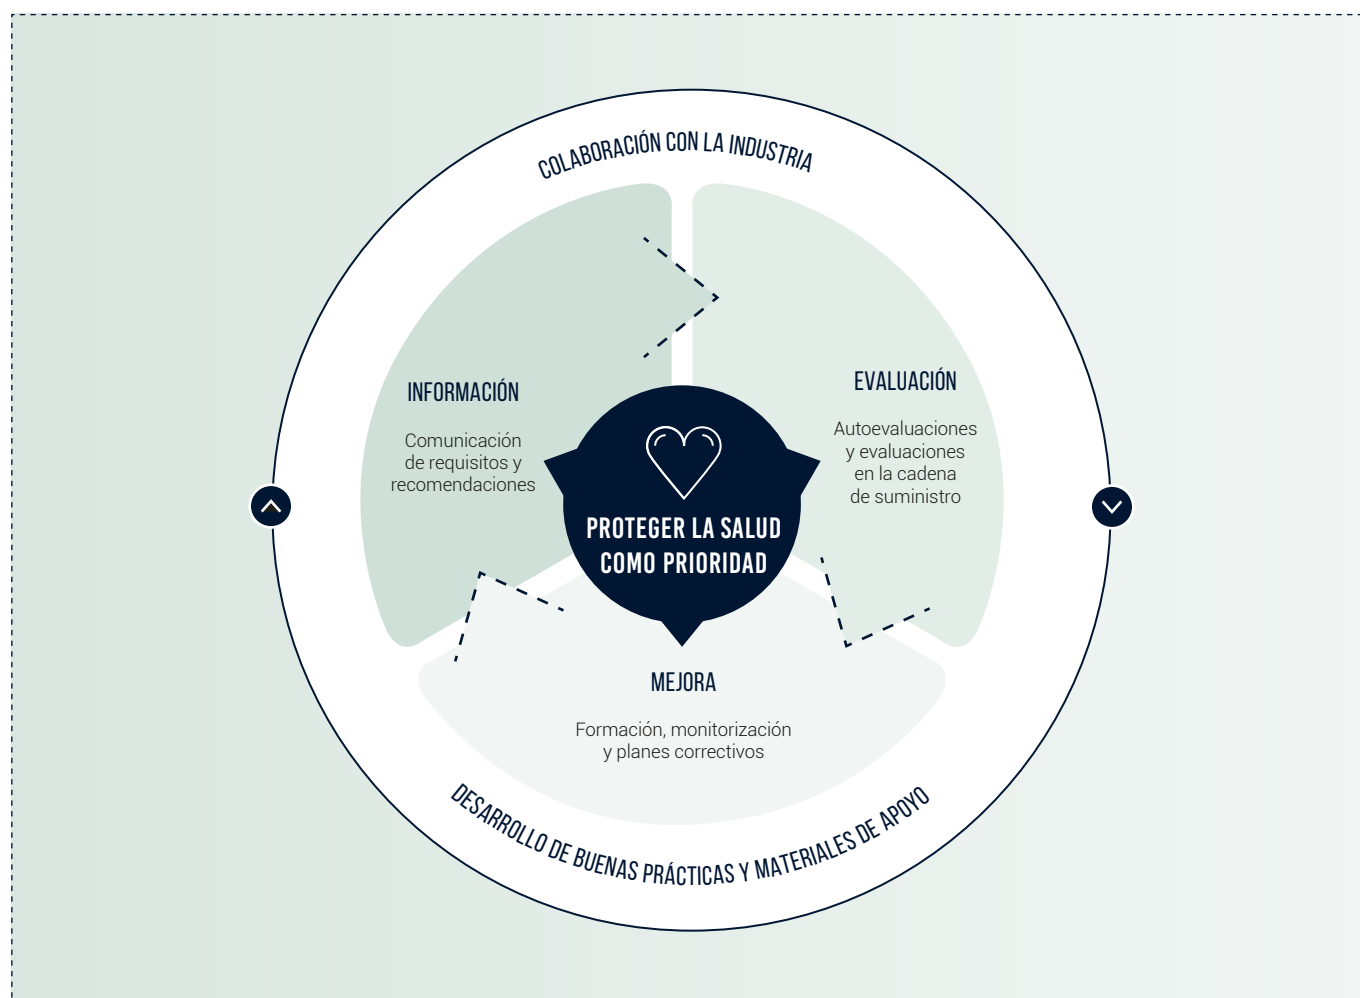 COLABORACIÓN CON LA INDUSTRIA
INFORMACIÓN
Comunicación
de requisitos y
recomendaciones
EVALUACIÓN
Autoevaluaciones
y evaluaciones
en la cadena
de suministro
PROTEGER LA SALUD
COMO PRIORIDAD
MEJORA
Formación, monitorización
y planes correctivos
DESARROLLO DE BUENAS PRÁCTICAS Y MATERIALES DE APOYO